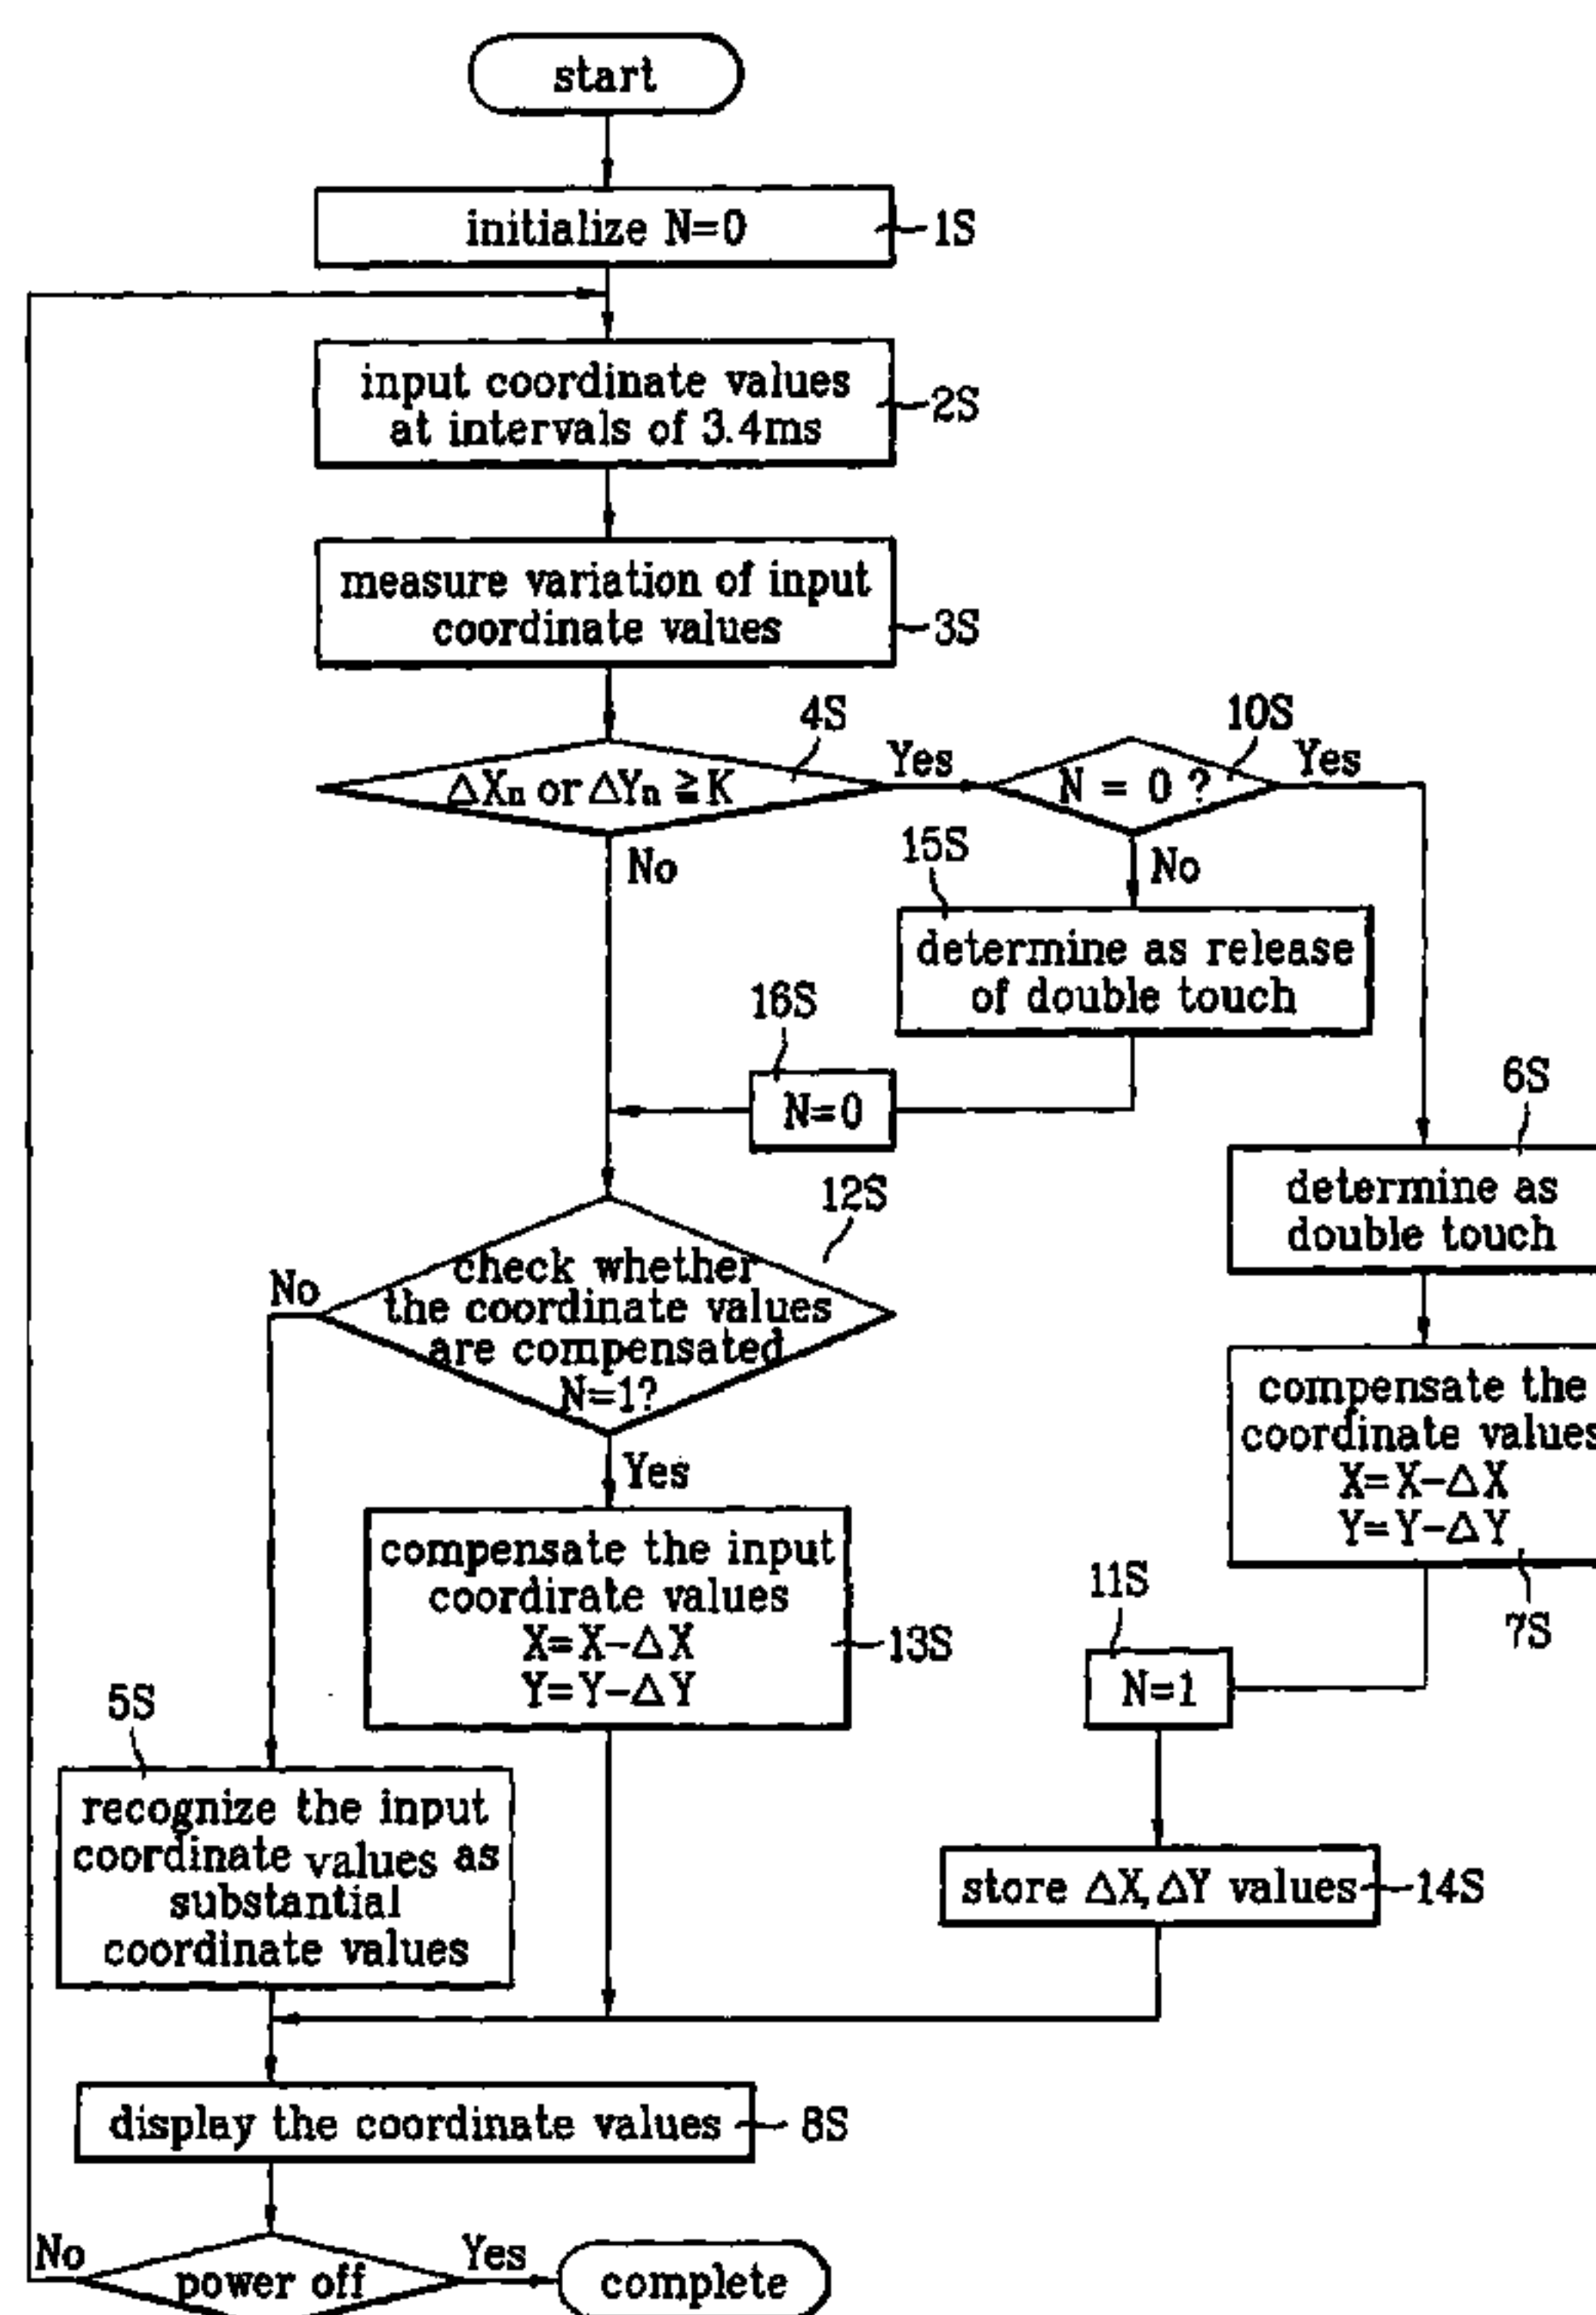 start
initialize N=0
1S
input coordinate values
at intervals of 3.4ms
2S
measure variation of input
coordinate values
3S
4S
ΔXn or ΔYn ≧K
Yes
No
10S
N = 0 ?
Yes
No
15S
determine as release
of double touch
16S
N=0
6S
determine as
double touch
12S
check whether
the coordinate values
are compensated
N=1?
No
Yes
compensate the
coordinate values
X=X-ΔX
Y=Y-ΔY
7S
compensate the input
coordirate values
X=X-ΔX
Y=Y-ΔY
13S
11S
N=1
5S
recognize the input
coordinate values as
substantial
coordinate values
store ΔX,ΔY values
14S
display the coordinate values
8S
No
power off
Yes
complete